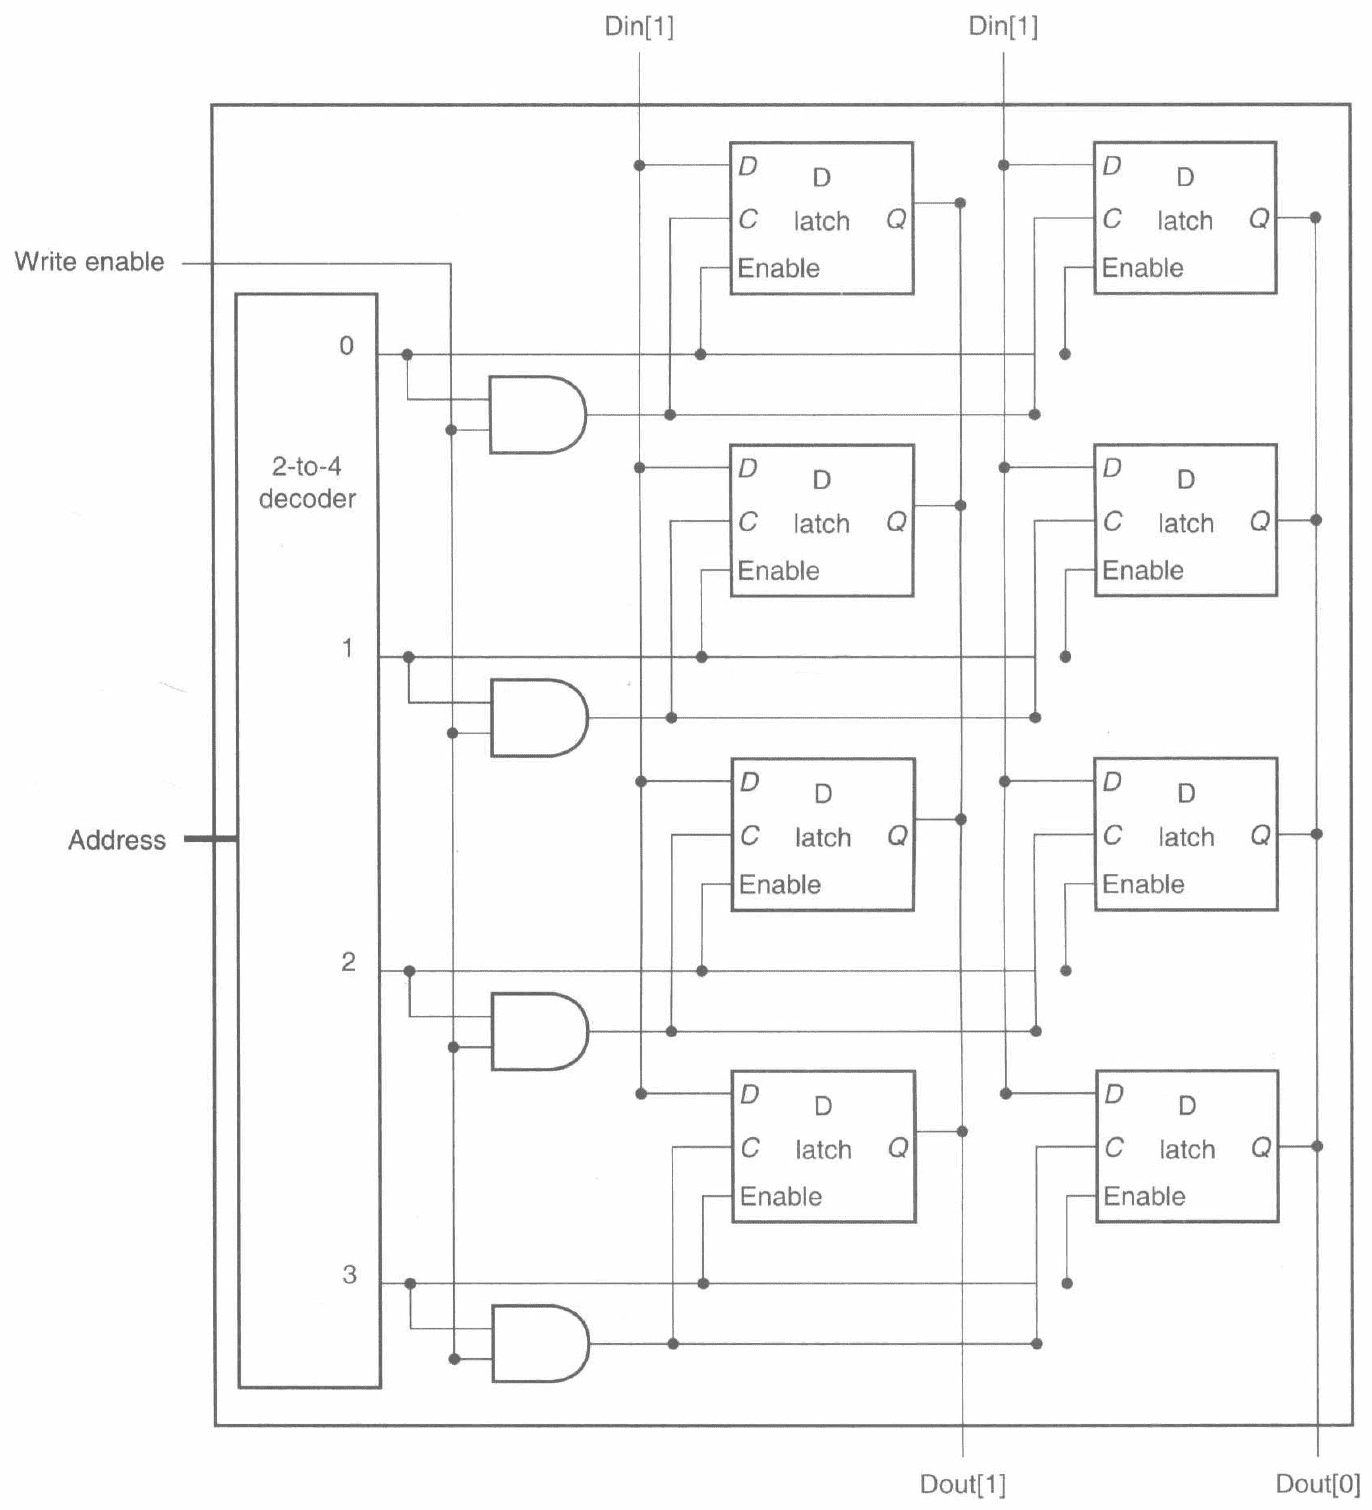 Din[1] Din[1]
D D
D D
C latch Q C latch Q
Enable Enable
Write enable
0
D D
D D
2-to-4
decoder
C latch Q C latch Q
Enable Enable
1
D D
D D
Address
C latch Q C latch Q
Enable Enable
2
D D
D D
C latch Q C latch Q
Enable Enable
3
Dout[1] Dout[0]